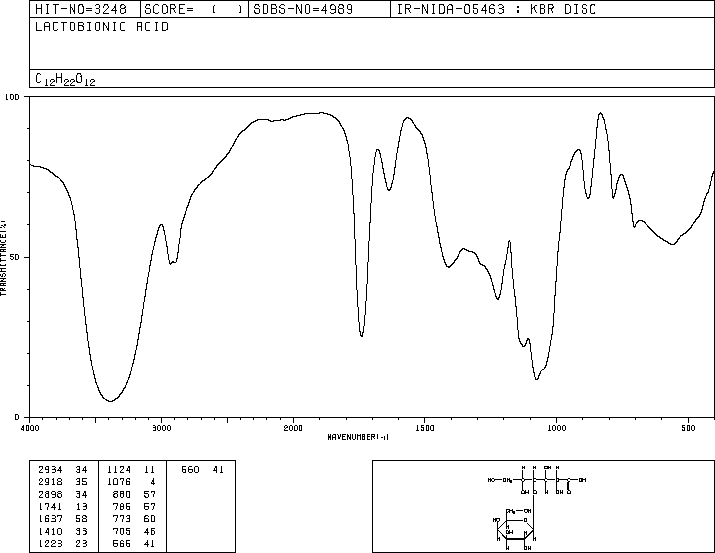 HIT-NO=3248 SCORE= ( ) SDBS-NO=4989 IR-NIDA-05463 : KBR DISC
LACTOBIONIC ACID
C12H22O12
100
50
0
TRANSMITTANCE(%)
4000 3000 2000 1500 1000 500
WAVENUMBER(-1)
2934 34 1124 11 560 41
2918 35 1076 4
2898 34 880 57
1741 13 786 57
1637 58 773 60
1410 33 705 46
1223 23 566 41